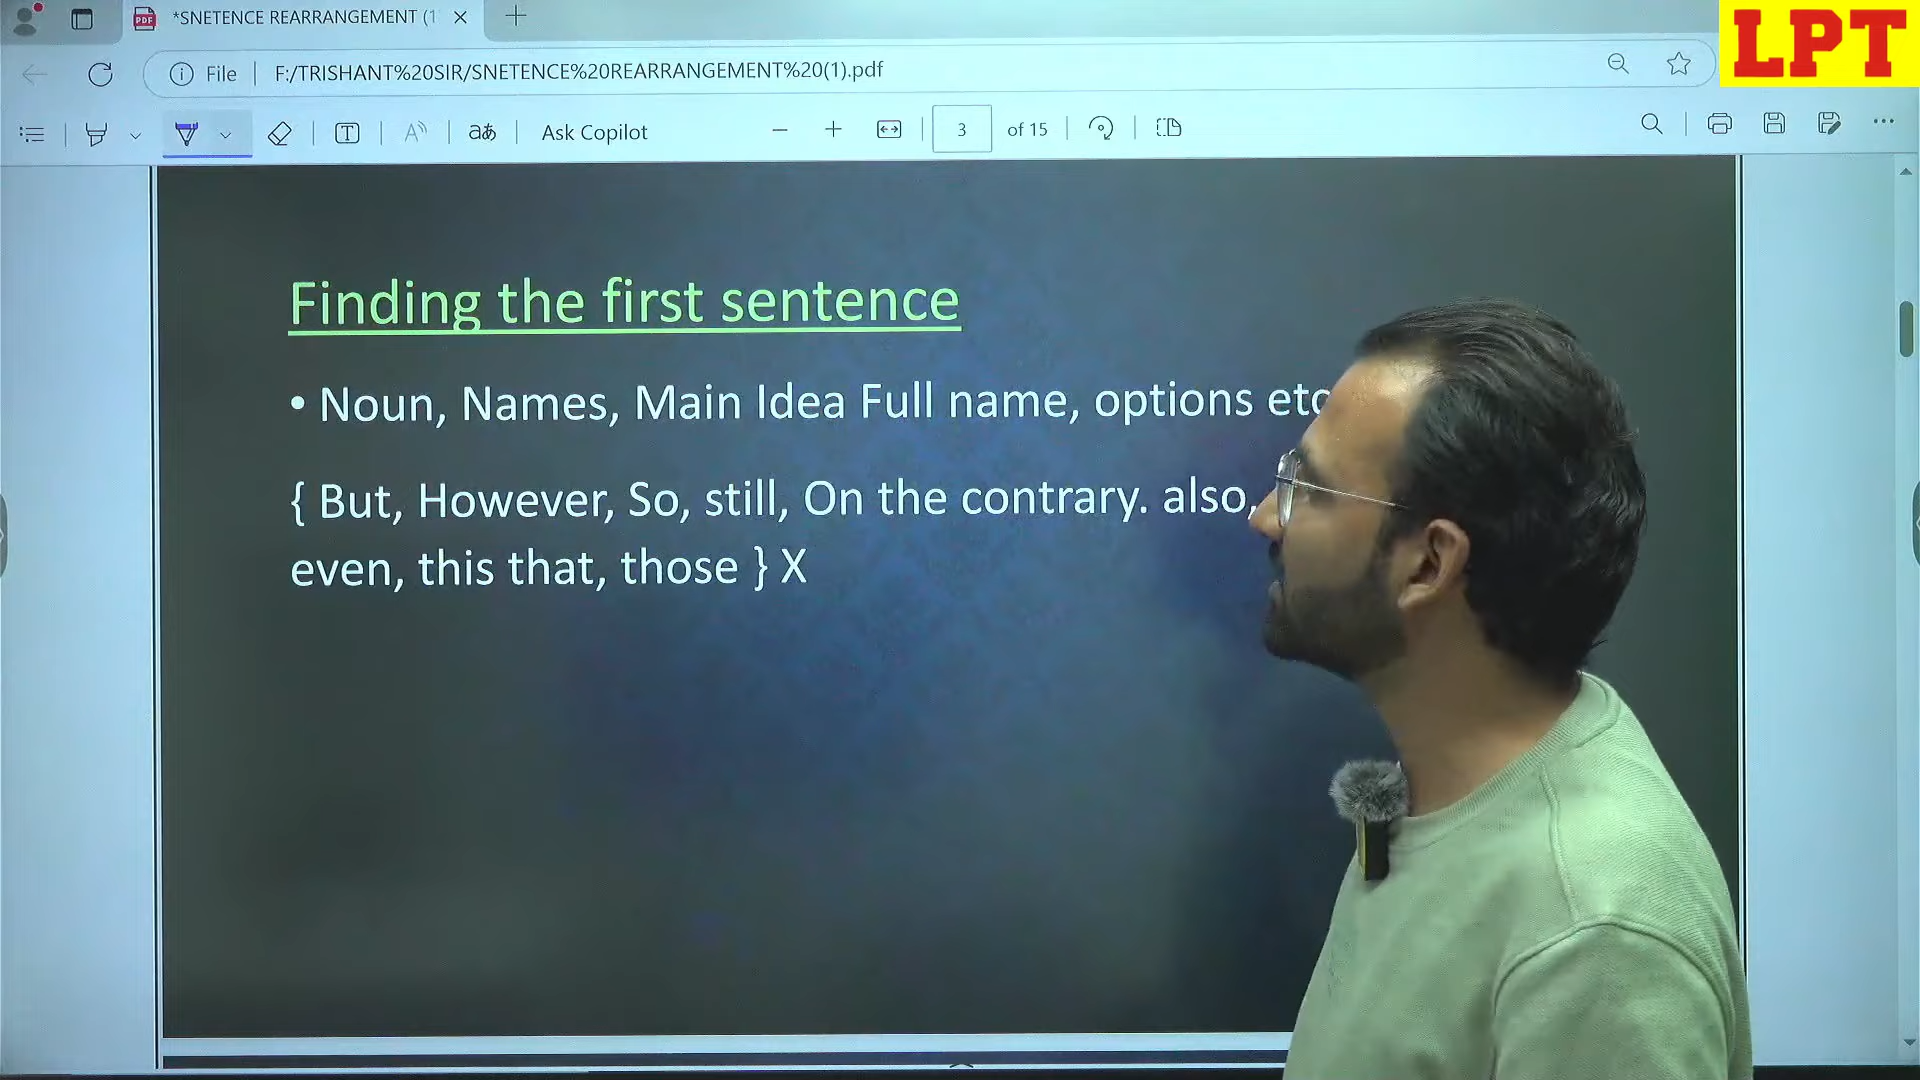 *SNETENCE REARRANGEMENT (1
LPT
File
F:/TRISHANT%20SIR/SNETENCE%20REARRANGEMENT%20(1).pdf
Ask Copilot
3 of 15
Finding the first sentence
• Noun, Names, Main Idea Full name, options etc
{ But, However, So, still, On the contrary. also,
even, this that, those } X